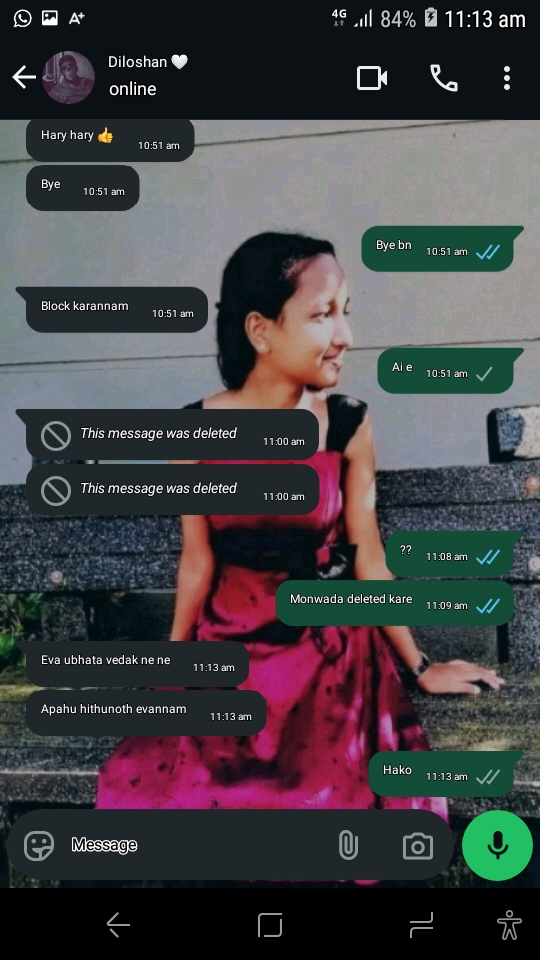 4G 84% 11:13 am
Diloshan 🤍
online
Hary hary 👍 10:51 am
Bye 10:51 am
Bye bn 10:51 am
Block karannam 10:51 am
Ai e 10:51 am
This message was deleted 11:00 am
This message was deleted 11:00 am
?? 11:08 am
Monwada deleted kare 11:09 am
Eva ubhata vedak ne ne 11:13 am
Apahu hithunoth evannam 11:13 am
Hako 11:13 am
Message